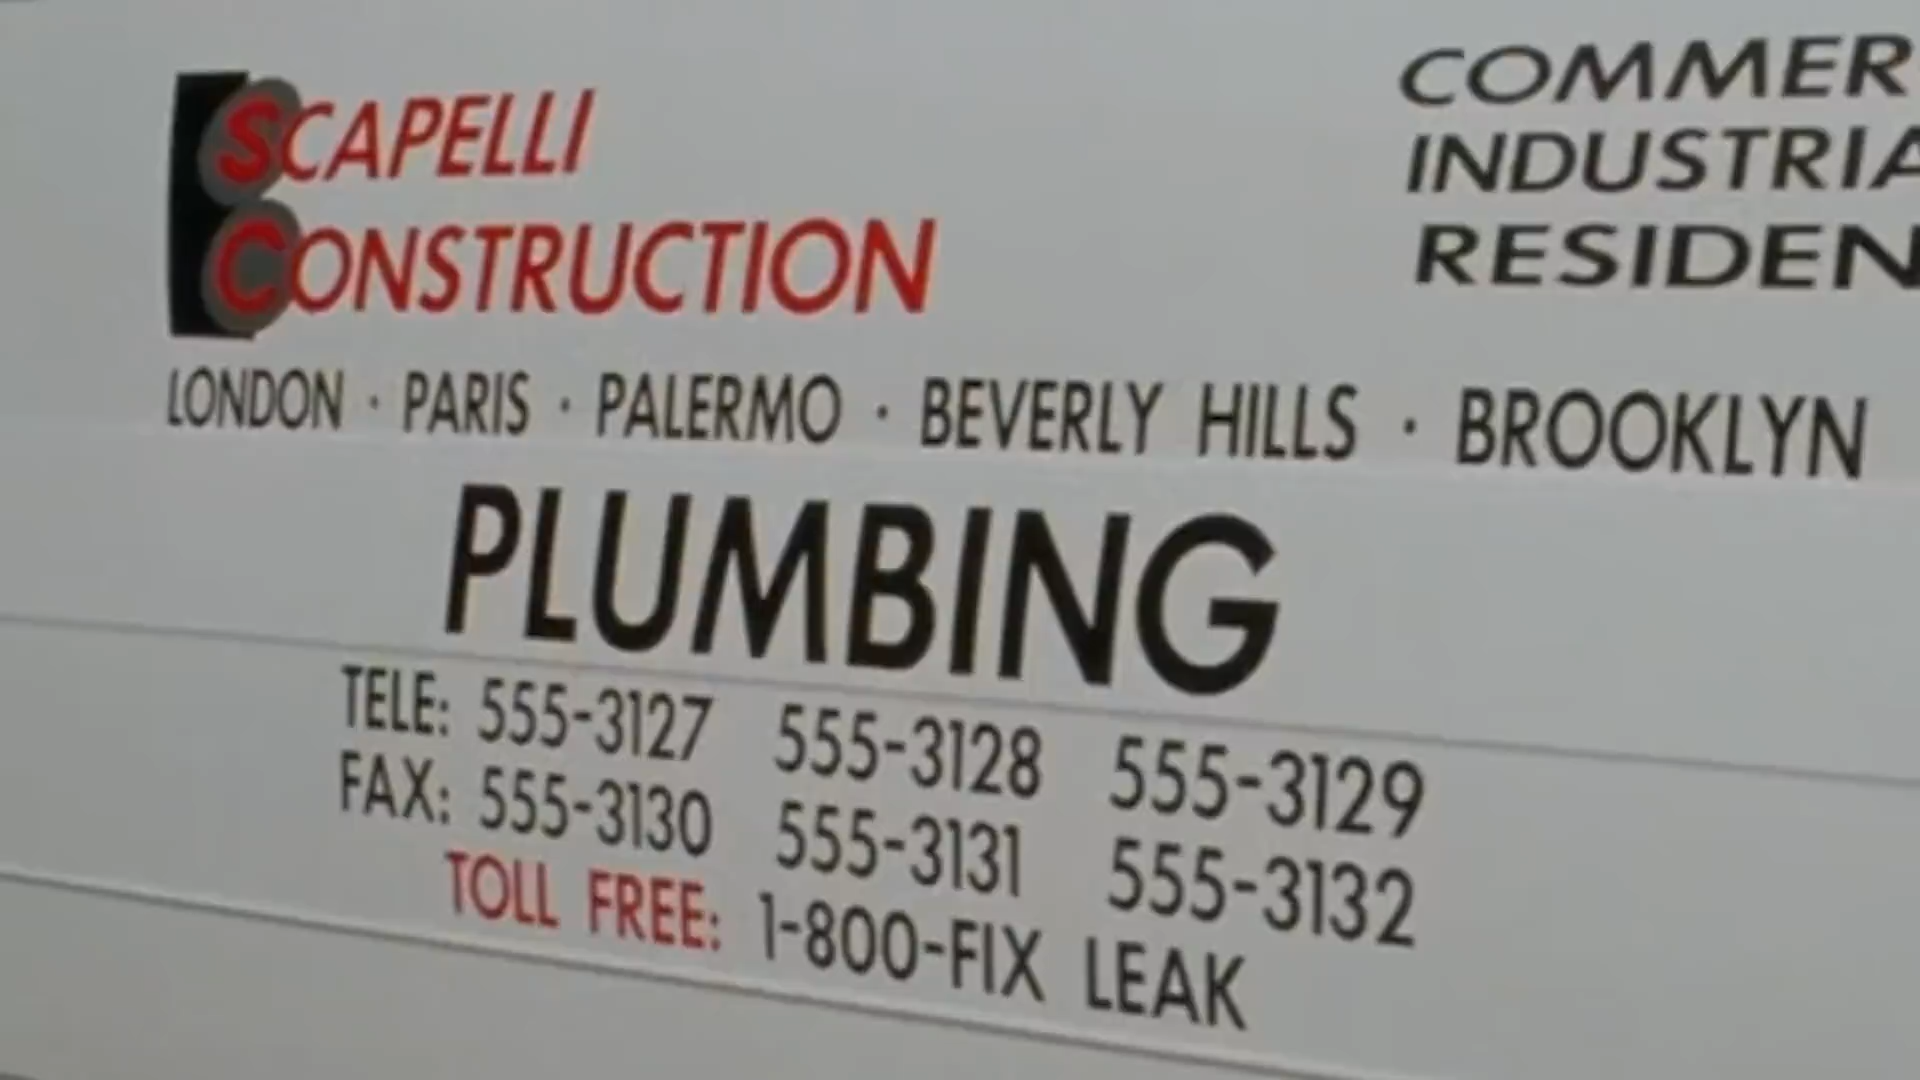 SCAPELLI
CONSTRUCTION
COMMER
INDUSTRIA
RESIDEN
LONDON · PARIS · PALERMO · BEVERLY HILLS · BROOKLYN
PLUMBING
TELE: 555-3127 555-3128 555-3129
FAX: 555-3130 555-3131 555-3132
TOLL FREE: 1-800-FIX LEAK